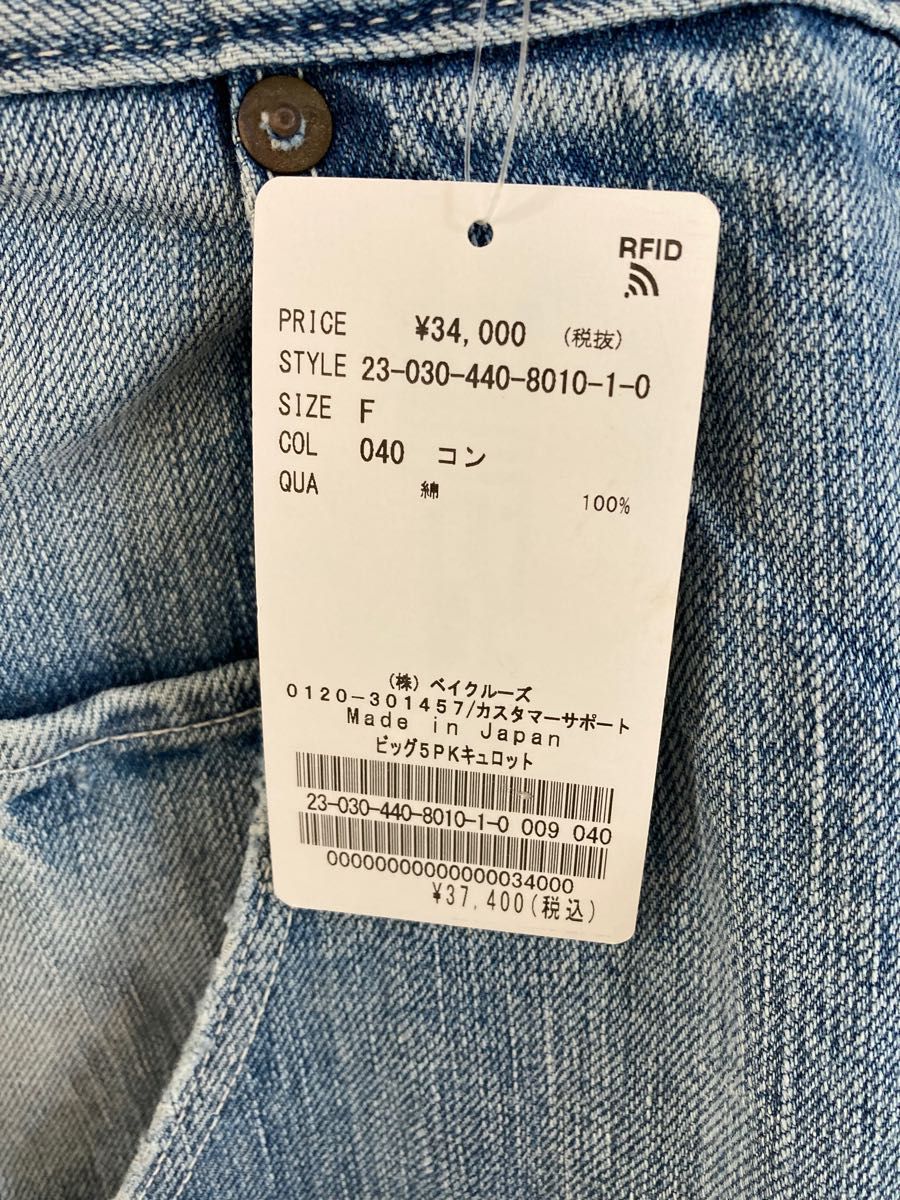 RFID
PRICE ¥34,000 (税抜)
STYLE 23-030-440-8010-1-0
SIZE F
COL 040 コン
QUA 綿 100%
(株) ベイクルーズ
0120-301457/カスタマーサポート
Made in Japan
ビッグ5PKキュロット
23-030-440-8010-1-0 009 040
00000000000000034000
¥37,400(税込)